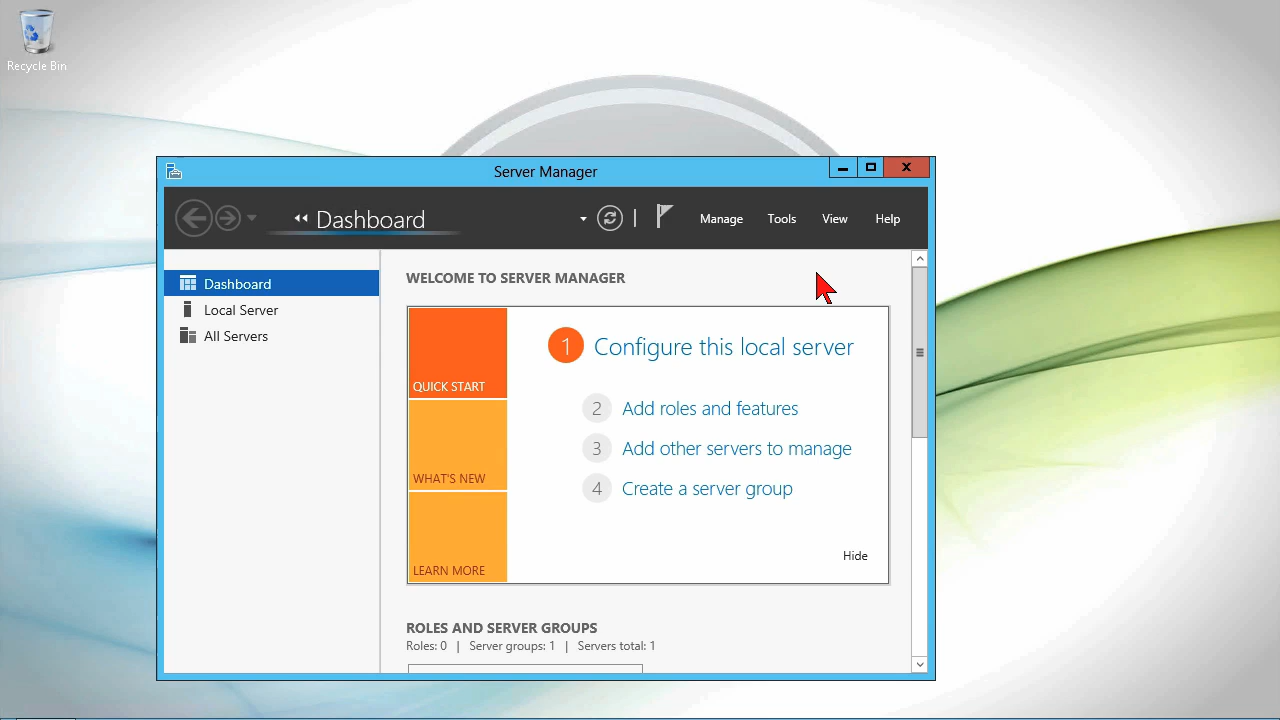 Recycle Bin
Server Manager
Dashboard
Manage Tools View Help
Dashboard
Local Server
All Servers
WELCOME TO SERVER MANAGER
QUICK START
WHAT'S NEW
LEARN MORE
1 Configure this local server
2 Add roles and features
3 Add other servers to manage
4 Create a server group
Hide
ROLES AND SERVER GROUPS
Roles: 0 | Server groups: 1 | Servers total: 1